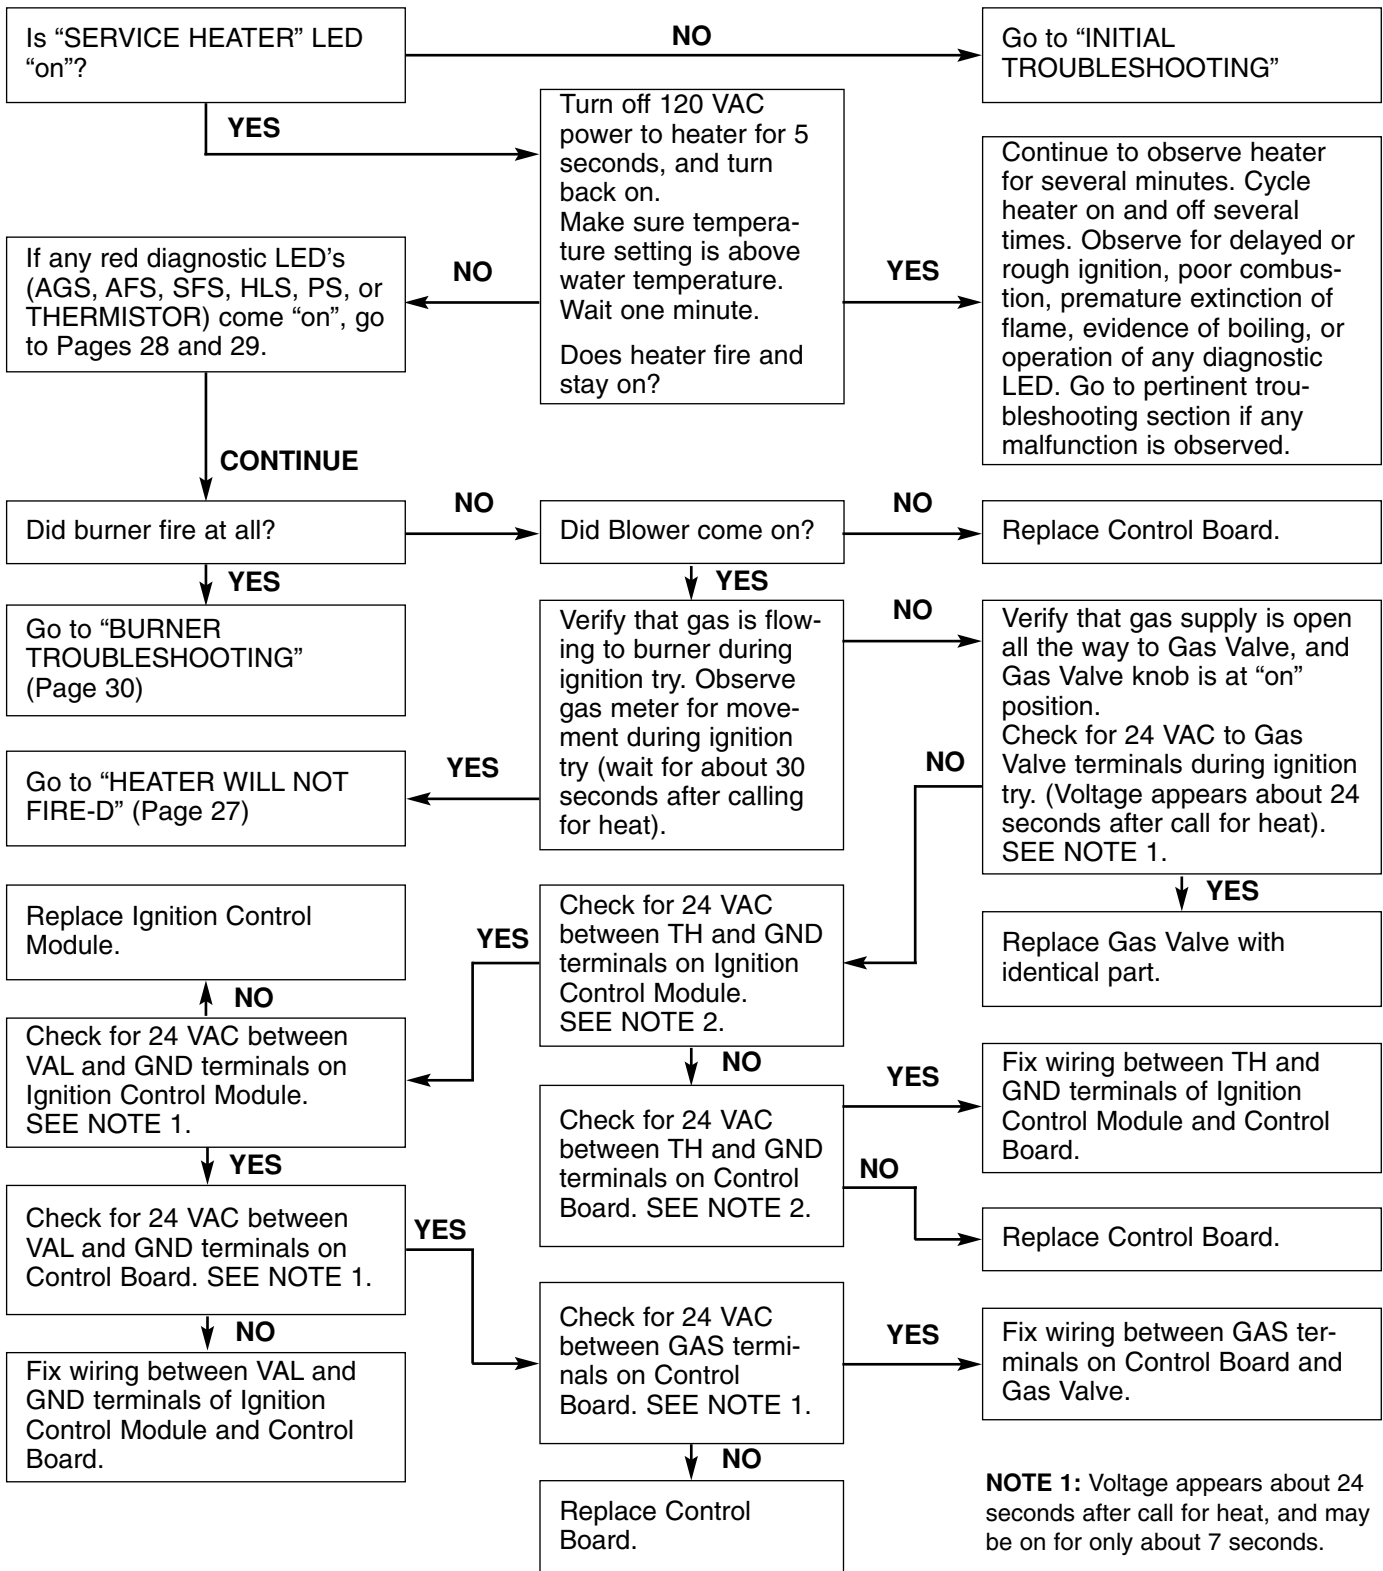 Is “SERVICE HEATER” LED
“on”?
NO
Go to “INITIAL
TROUBLESHOOTING”
YES
Turn off 120 VAC
power to heater for 5
seconds, and turn
back on.
Make sure tempera-
ture setting is above
water temperature.
Wait one minute.
Does heater fire and
stay on?
YES
Continue to observe heater
for several minutes. Cycle
heater on and off several
times. Observe for delayed or
rough ignition, poor combus-
tion, premature extinction of
flame, evidence of boiling, or
operation of any diagnostic
LED. Go to pertinent trou-
bleshooting section if any
malfunction is observed.
NO
If any red diagnostic LED’s
(AGS, AFS, SFS, HLS, PS, or
THERMISTOR) come “on”, go
to Pages 28 and 29.
CONTINUE
Did burner fire at all?
NO
Did Blower come on?
NO
Replace Control Board.
YES
Go to “BURNER
TROUBLESHOOTING”
(Page 30)
YES
Verify that gas is flow-
ing to burner during
ignition try. Observe
gas meter for move-
ment during ignition
try (wait for about 30
seconds after calling
for heat).
NO
Verify that gas supply is open
all the way to Gas Valve, and
Gas Valve knob is at “on”
position.
Check for 24 VAC to Gas
Valve terminals during ignition
try. (Voltage appears about 24
seconds after call for heat).
SEE NOTE 1.
YES
Go to “HEATER WILL NOT
FIRE-D” (Page 27)
NO
YES
Replace Gas Valve with
identical part.
Check for 24 VAC
between TH and GND
terminals on Ignition
Control Module.
SEE NOTE 2.
YES
Replace Ignition Control
Module.
NO
Check for 24 VAC between
VAL and GND terminals on
Ignition Control Module.
SEE NOTE 1.
NO
Check for 24 VAC
between TH and GND
terminals on Control
Board. SEE NOTE 2.
YES
Fix wiring between TH and
GND terminals of Ignition
Control Module and Control
Board.
NO
Replace Control Board.
YES
Check for 24 VAC between
VAL and GND terminals on
Control Board. SEE NOTE 1.
YES
Check for 24 VAC
between GAS termi-
nals on Control
Board. SEE NOTE 1.
YES
Fix wiring between GAS ter-
minals on Control Board and
Gas Valve.
NO
Fix wiring between VAL and
GND terminals of Ignition
Control Module and Control
Board.
NO
Replace Control
Board.
NOTE 1: Voltage appears about 24
seconds after call for heat, and may
be on for only about 7 seconds.